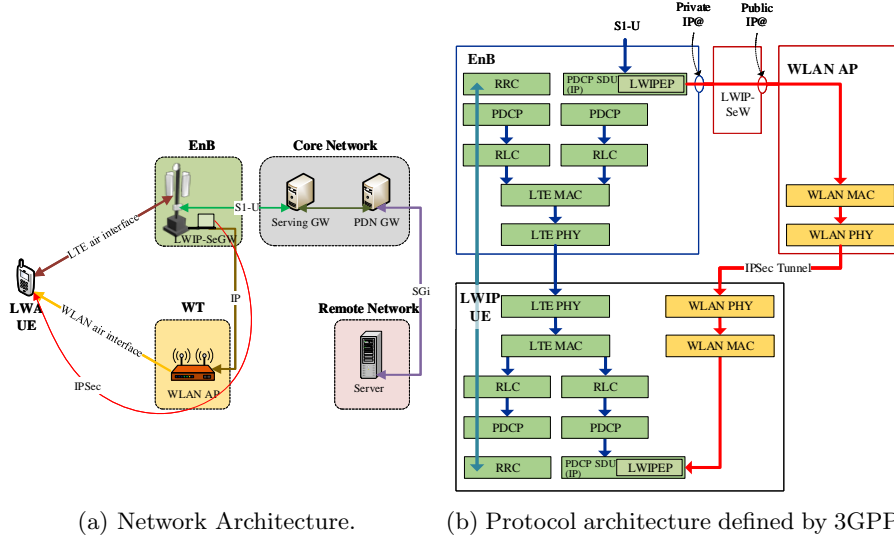 EnB
Core Network
S1-U
LTE air interface
LWIP-SeGW
Serving GW
PDN GW
LWA
UE
WLAN air interface
IP
SGi
WT
Remote Network
IPSec
WLAN AP
Server
(a) Network Architecture.
Private
IP@
Public
IP@
S1-U
EnB
WLAN AP
RRC
PDCP SDU
(IP)
LWIPEP
LWIP-
SeW
PDCP
PDCP
RLC
RLC
LTE MAC
WLAN MAC
LTE PHY
WLAN PHY
IPSec Tunnel
LWIP
UE
LTE PHY
WLAN PHY
LTE MAC
WLAN MAC
RLC
RLC
PDCP
PDCP
RRC
PDCP SDU
(IP)
LWIPEP
(b) Protocol architecture defined by 3GPP